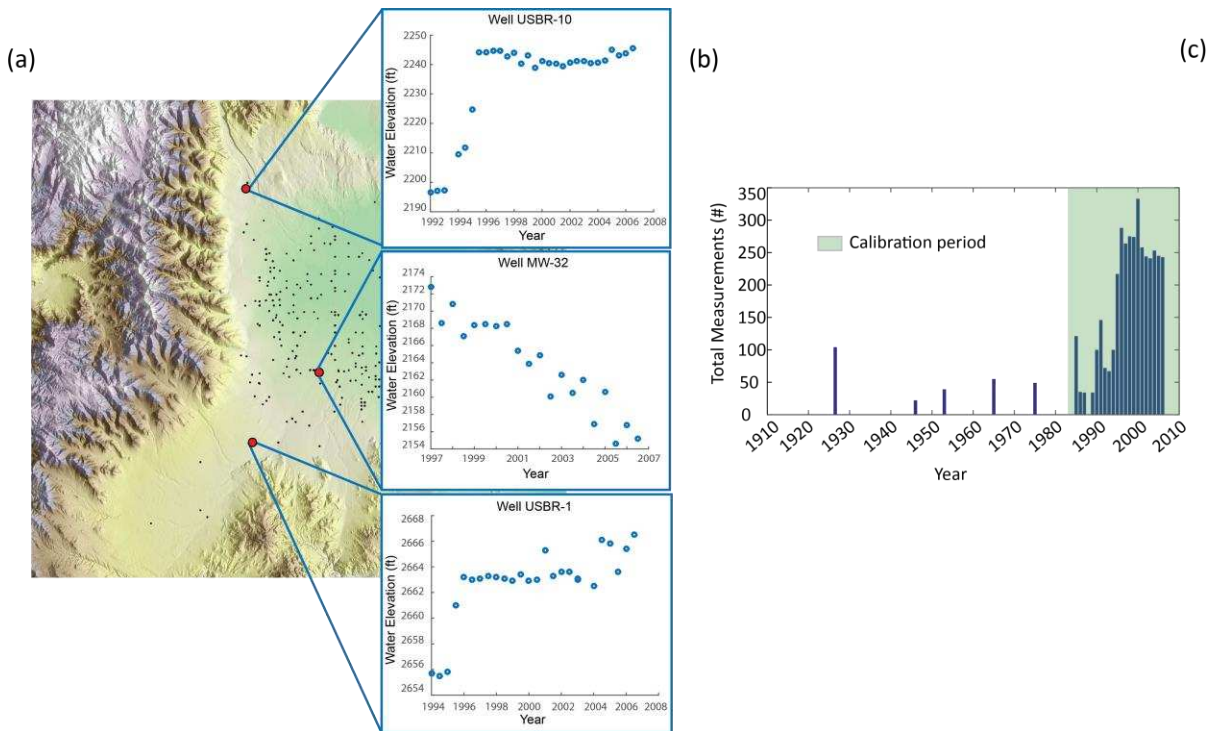 (a)
Well USBR-10
Water Elevation (ft)
2250
2240
2230
2220
2210
2200
2190
1992 1994 1996 1998 2000 2002 2004 2006 2008
Year
Well MW-32
Water Elevation (ft)
2174
2172
2168
2164
2162
2158
2156
2154
1997 1999 2001 2002 2003 2005 2007
Year
Well USBR-1
Water Elevation (ft)
2668
2666
2664
2662
2660
2658
2656
2654
1994 1996 1998 2000 2002 2004 2006 2008
Year
(b)
Total Measurements (#)
350
300
250
200
150
100
50
0
Calibration period
1910 1920 1930 1940 1950 1960 1970 1980 1990 2000 2010
Year
(c)